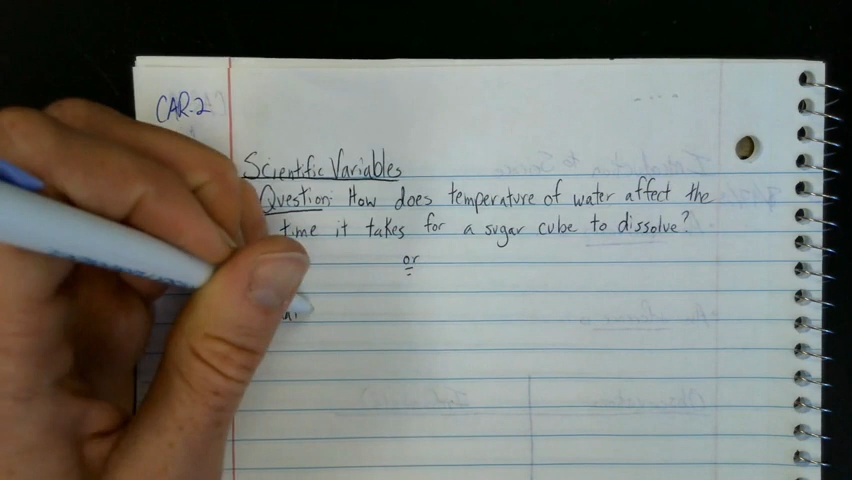 CAR-2
Scientific Variables
Question: How does temperature of water affect the
time it takes for a sugar cube to dissolve?
or